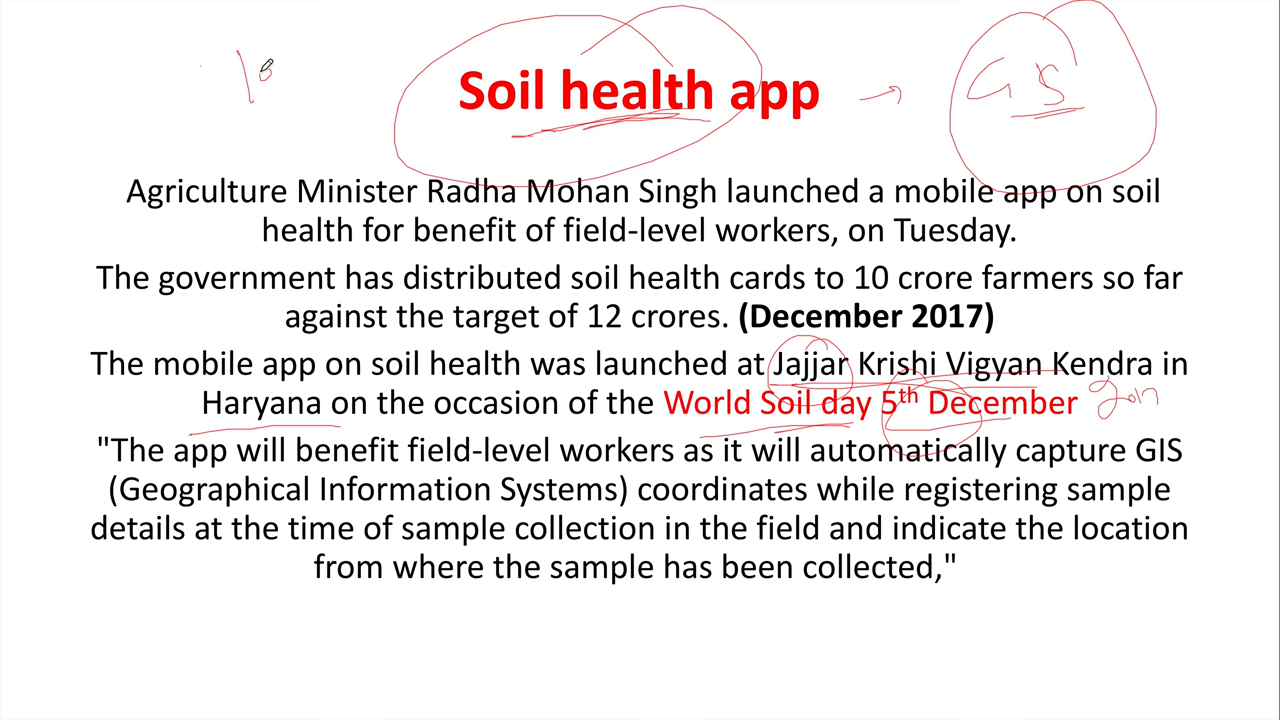 Soil health app
GS
Agriculture Minister Radha Mohan Singh launched a mobile app on soil
health for benefit of field-level workers, on Tuesday.
The government has distributed soil health cards to 10 crore farmers so far
against the target of 12 crores. (December 2017)
The mobile app on soil health was launched at Jajjar Krishi Vigyan Kendra in
Haryana on the occasion of the World Soil day 5th December
"The app will benefit field-level workers as it will automatically capture GIS
(Geographical Information Systems) coordinates while registering sample
details at the time of sample collection in the field and indicate the location
from where the sample has been collected,"